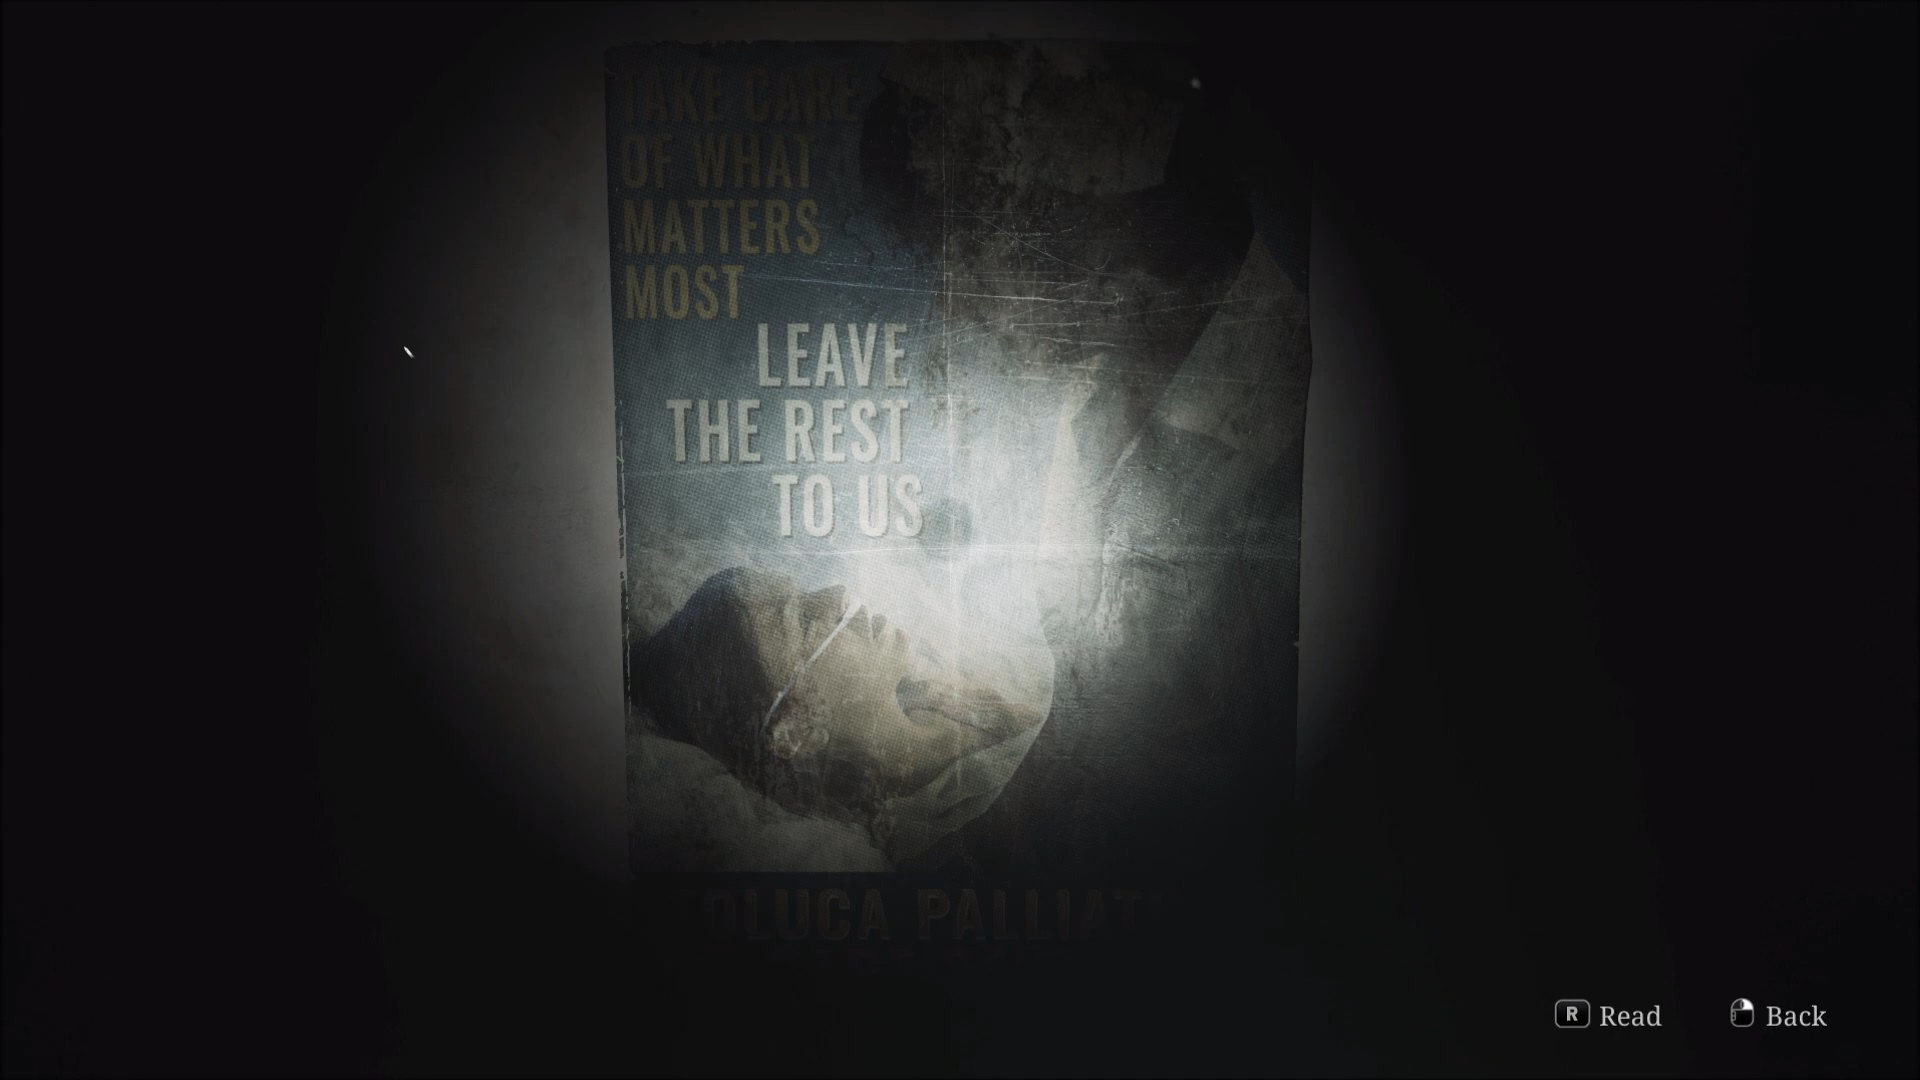 TAKE CARE
OF WHAT
MATTERS
MOST
LEAVE
THE REST
TO US
R Read
Back